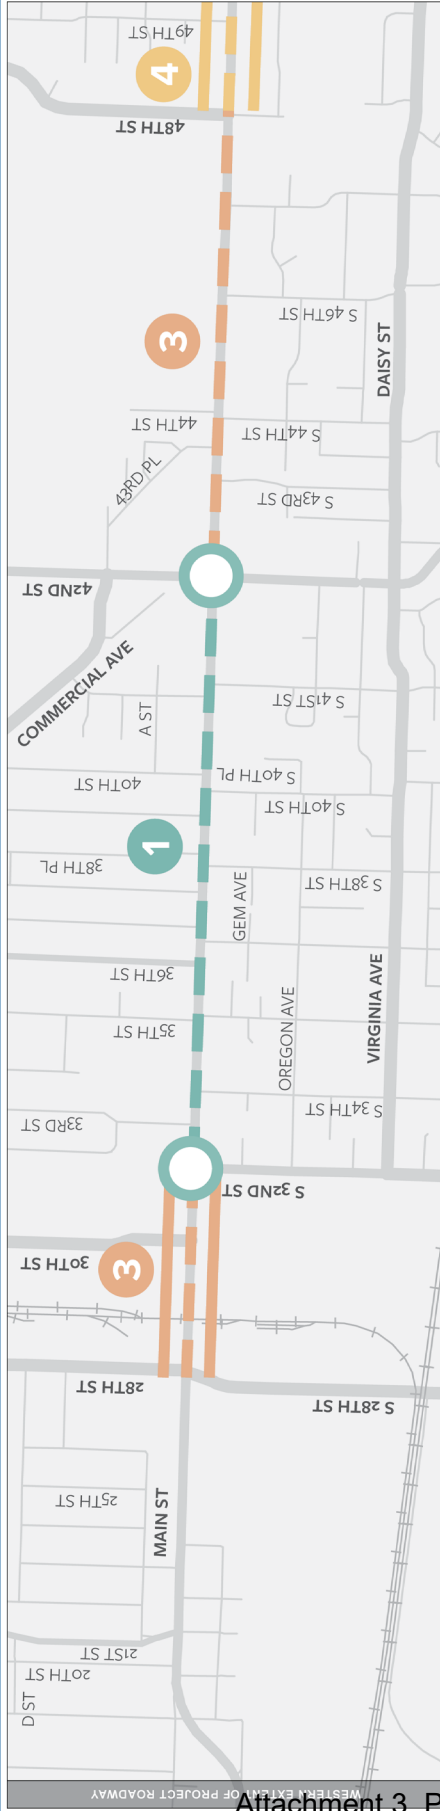 49TH ST
4
48TH ST
S 46TH ST
3
DAISY ST
44TH ST
S 44TH ST
43RD PL
S 43RD ST
42ND ST
COMMERCIAL AVE
S 41ST ST
A ST
S 40TH PL
40TH ST
S 40TH ST
1
38TH PL
S 38TH ST
GEM AVE
36TH ST
VIRGINIA AVE
35TH ST
OREGON AVE
33RD ST
S 34TH ST
S 32ND ST
30TH ST
3
28TH ST
S 28TH ST
25TH ST
MAIN ST
21ST ST
20TH ST
D ST
WESTERN EXTENT OF PROJECT ROADWAY
Attachment 3, P